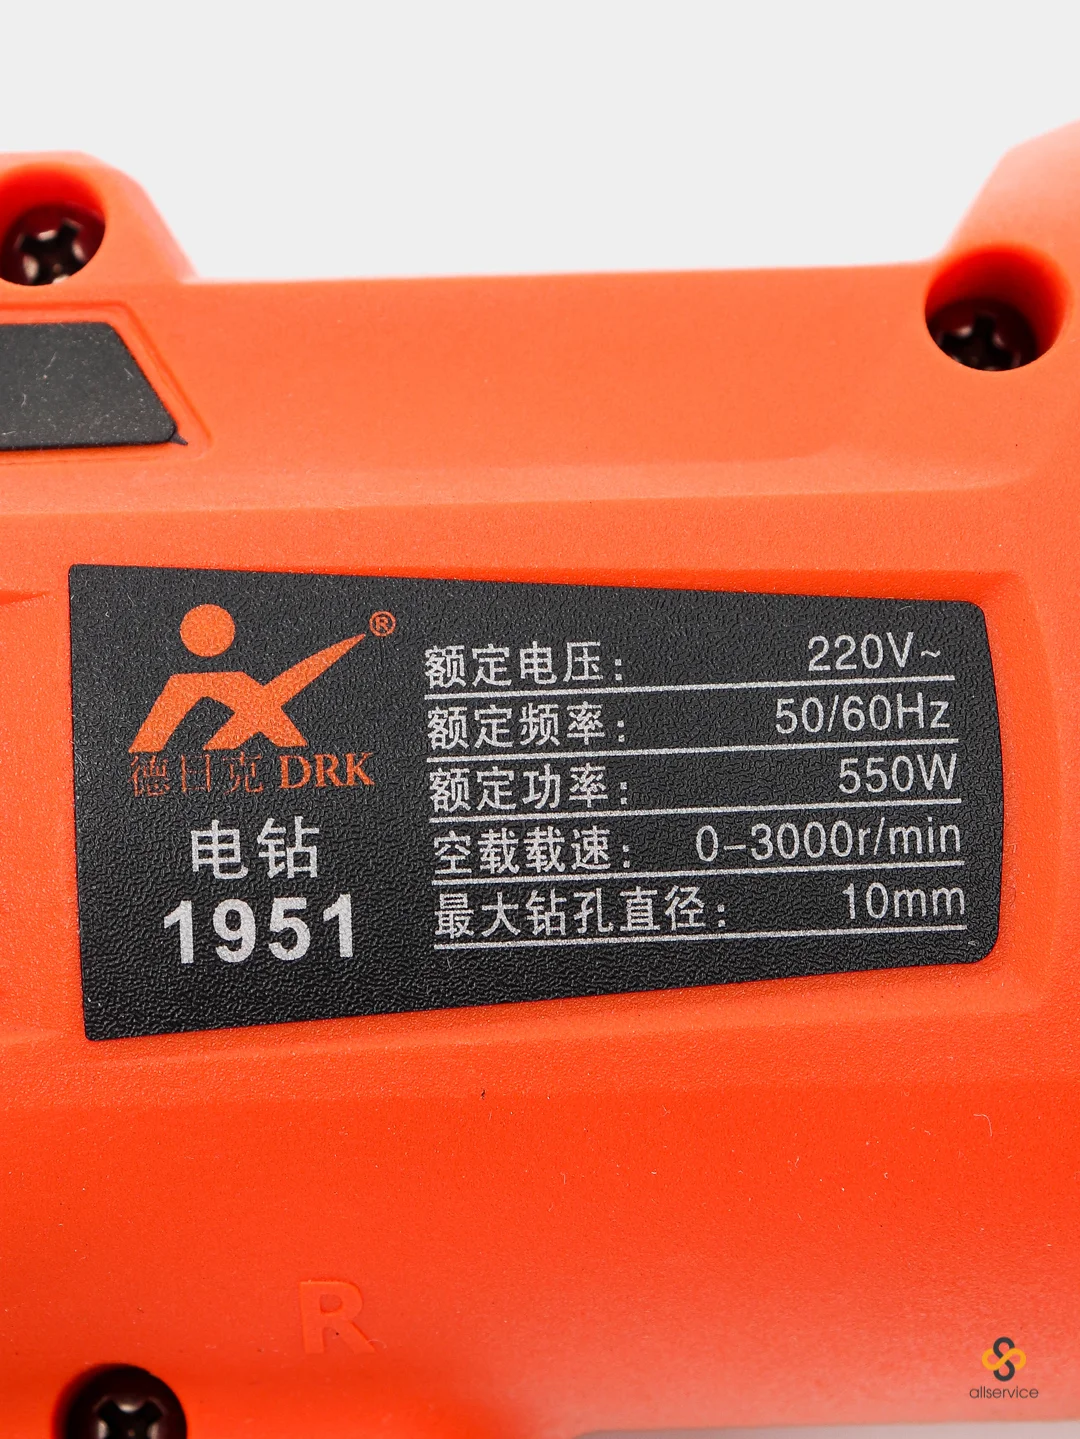 ®
德日克 DRK
电钻
1951
额定电压： 220V~
额定频率： 50/60Hz
额定功率： 550W
空载载速： 0-3000r/min
最大钻孔直径： 10mm
R
allservice